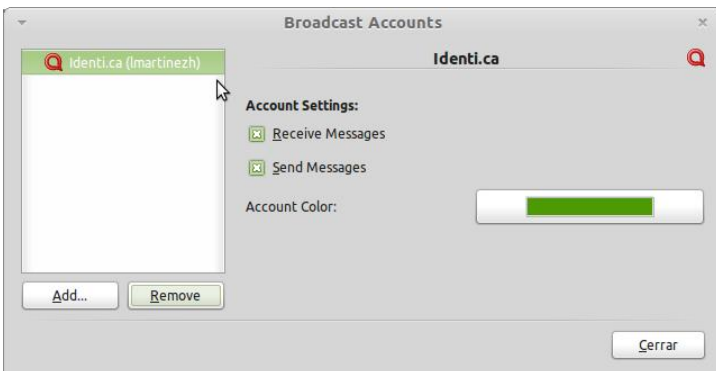 Broadcast Accounts
Identi.ca (lmartinezh)
Identi.ca
Account Settings:
Receive Messages
Send Messages
Account Color:
Add...
Remove
Cerrar